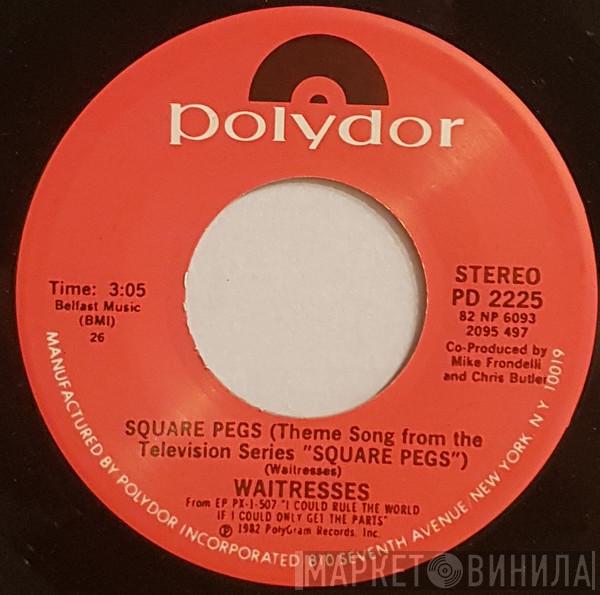 polydor
Time: 3:05
Belfast Music
(BMI)
26
STEREO
PD 2225
82 NP 6093
2095 497
Co-Produced by
Mike Frondelli
and Chris Butler
SQUARE PEGS (Theme Song from the
Television Series "SQUARE PEGS")
(Waitresses)
WAITRESSES
From EP PX-1-507 "I COULD RULE THE WORLD
IF I COULD ONLY GET THE PARTS"
℗ 1982 PolyGram Records, Inc.
MANUFACTURED BY POLYDOR INCORPORATED, 810 SEVENTH AVENUE, NEW YORK, N.Y. 10019
МАРКЕТ ВИНИЛА